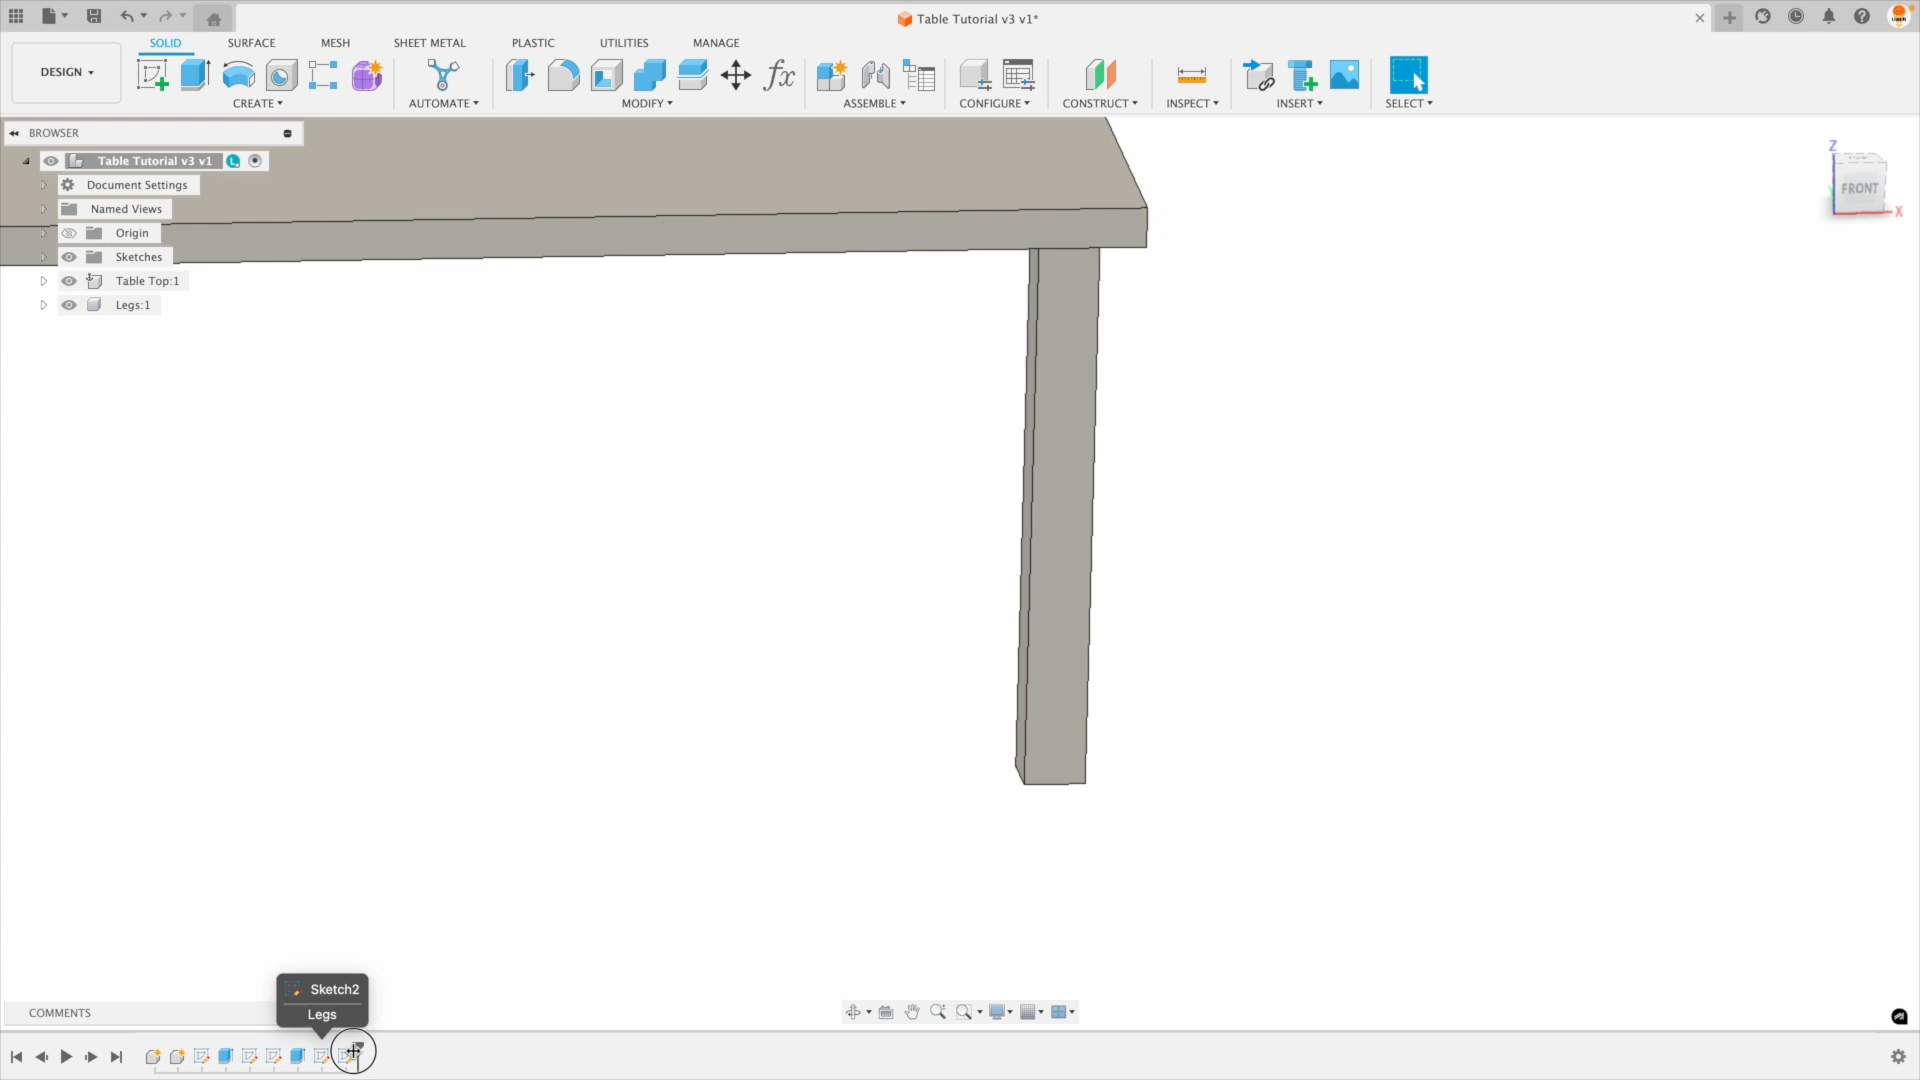 Table Tutorial v3 v1*
DESIGN
SOLID
SURFACE
MESH
SHEET METAL
PLASTIC
UTILITIES
MANAGE
CREATE
AUTOMATE
MODIFY
ASSEMBLE
CONFIGURE
CONSTRUCT
INSPECT
INSERT
SELECT
fx
BROWSER
Table Tutorial v3 v1
Document Settings
Named Views
Origin
Sketches
Table Top:1
Legs:1
Z
FRONT
X
Sketch2
Legs
COMMENTS